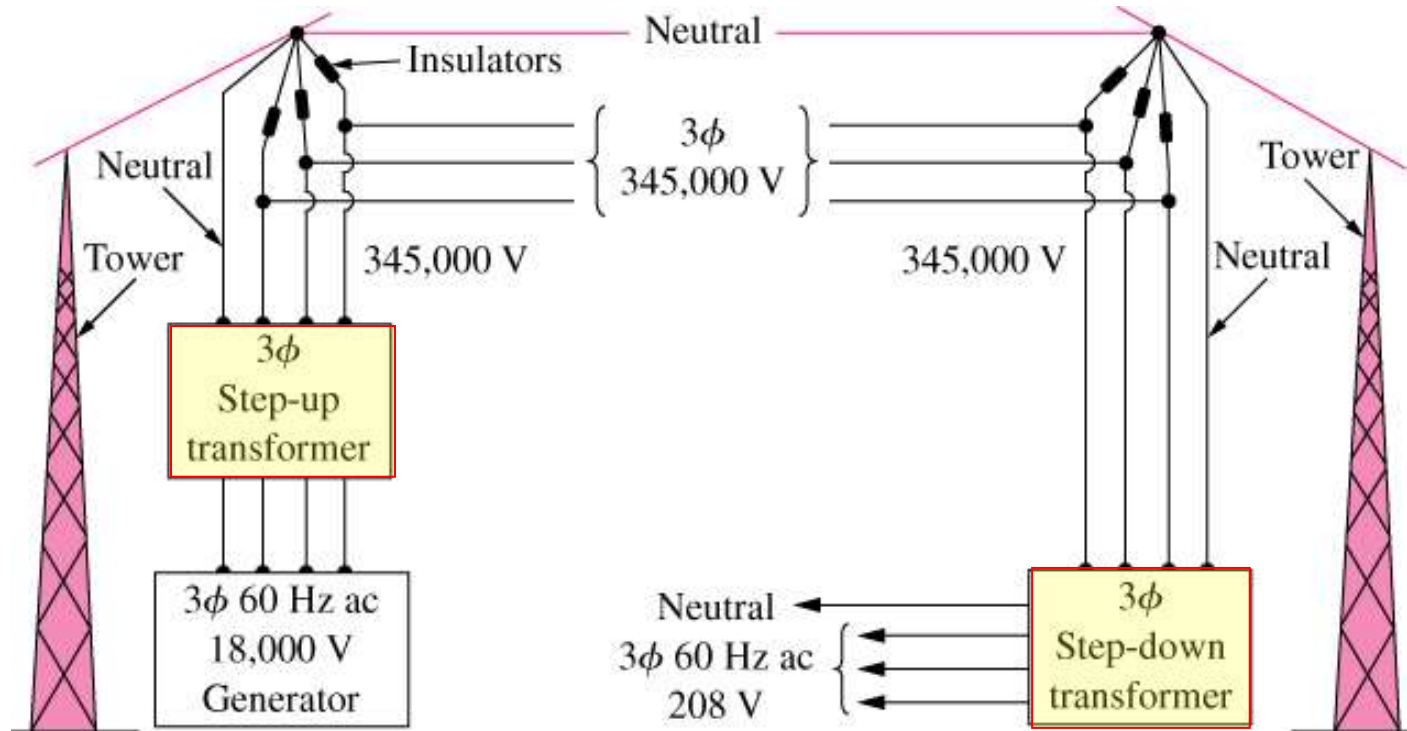 Neutral
Insulators
3ϕ
345,000 V
Neutral
Tower
345,000 V
3ϕ
Step-up
transformer
3ϕ 60 Hz ac
18,000 V
Generator
Tower
345,000 V
Neutral
3ϕ
Step-down
transformer
Neutral
3ϕ 60 Hz ac
208 V